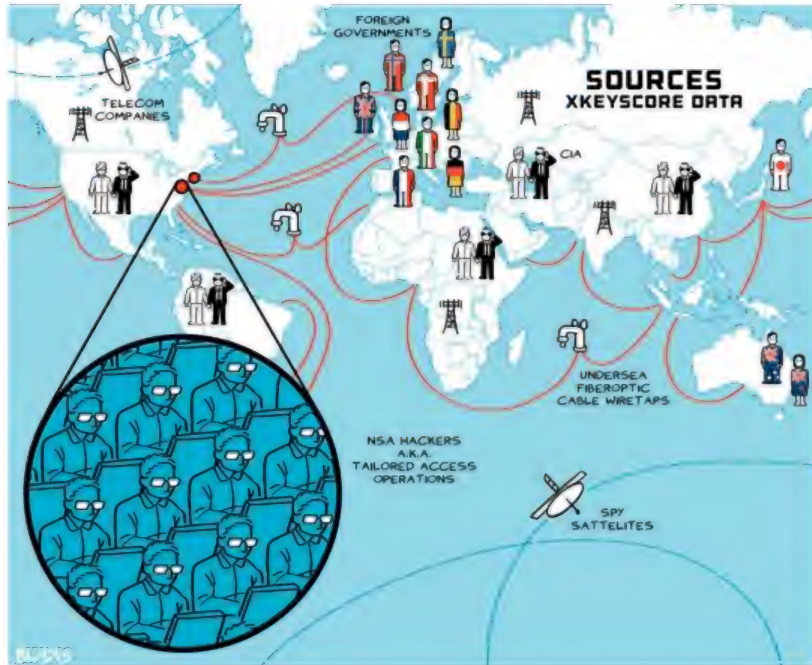 FOREIGN
GOVERNMENTS
SOURCES
XKEYSCORE DATA
TELECOM
COMPANIES
CIA
UNDERSEA
FIBEROPTIC
CABLE WIRETAPS
NSA HACKERS
A.K.A.
TAILORED ACCESS
OPERATIONS
SPY
SATTELITES